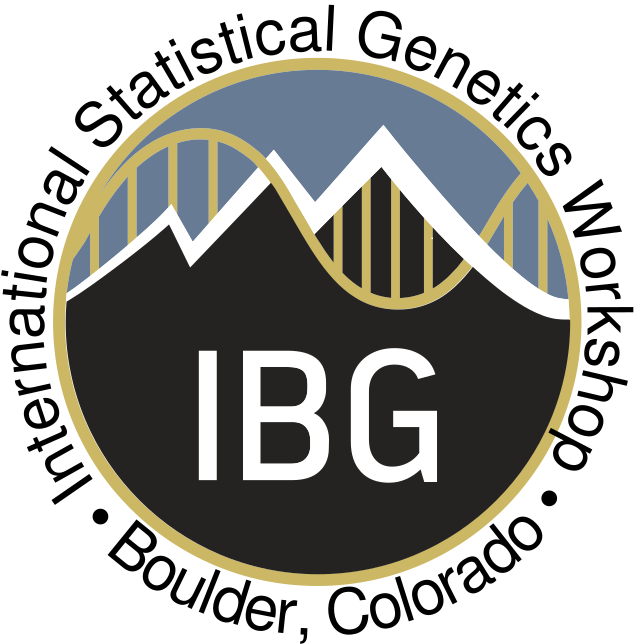 International Statistical Genetics Workshop
IBG
• Boulder, Colorado •